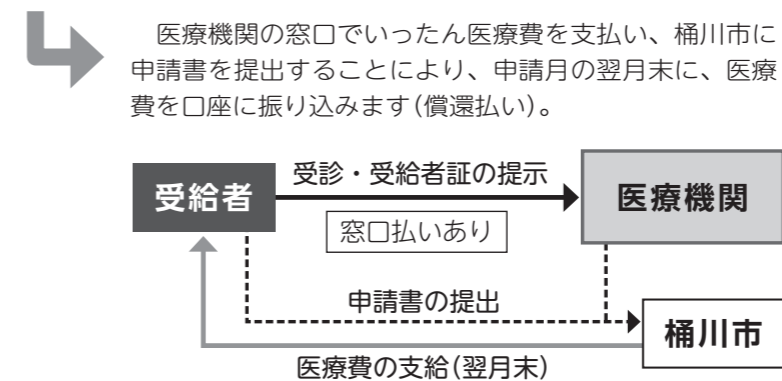 医療機関の窓口でいったん医療費を支払い、桶川市に
申請書を提出することにより、申請月の翌月末に、医療
費を口座に振り込みます(償還払い)。
受給者
受診・受給者証の提示
医療機関
窓口払いあり
申請書の提出
桶川市
医療費の支給(翌月末)